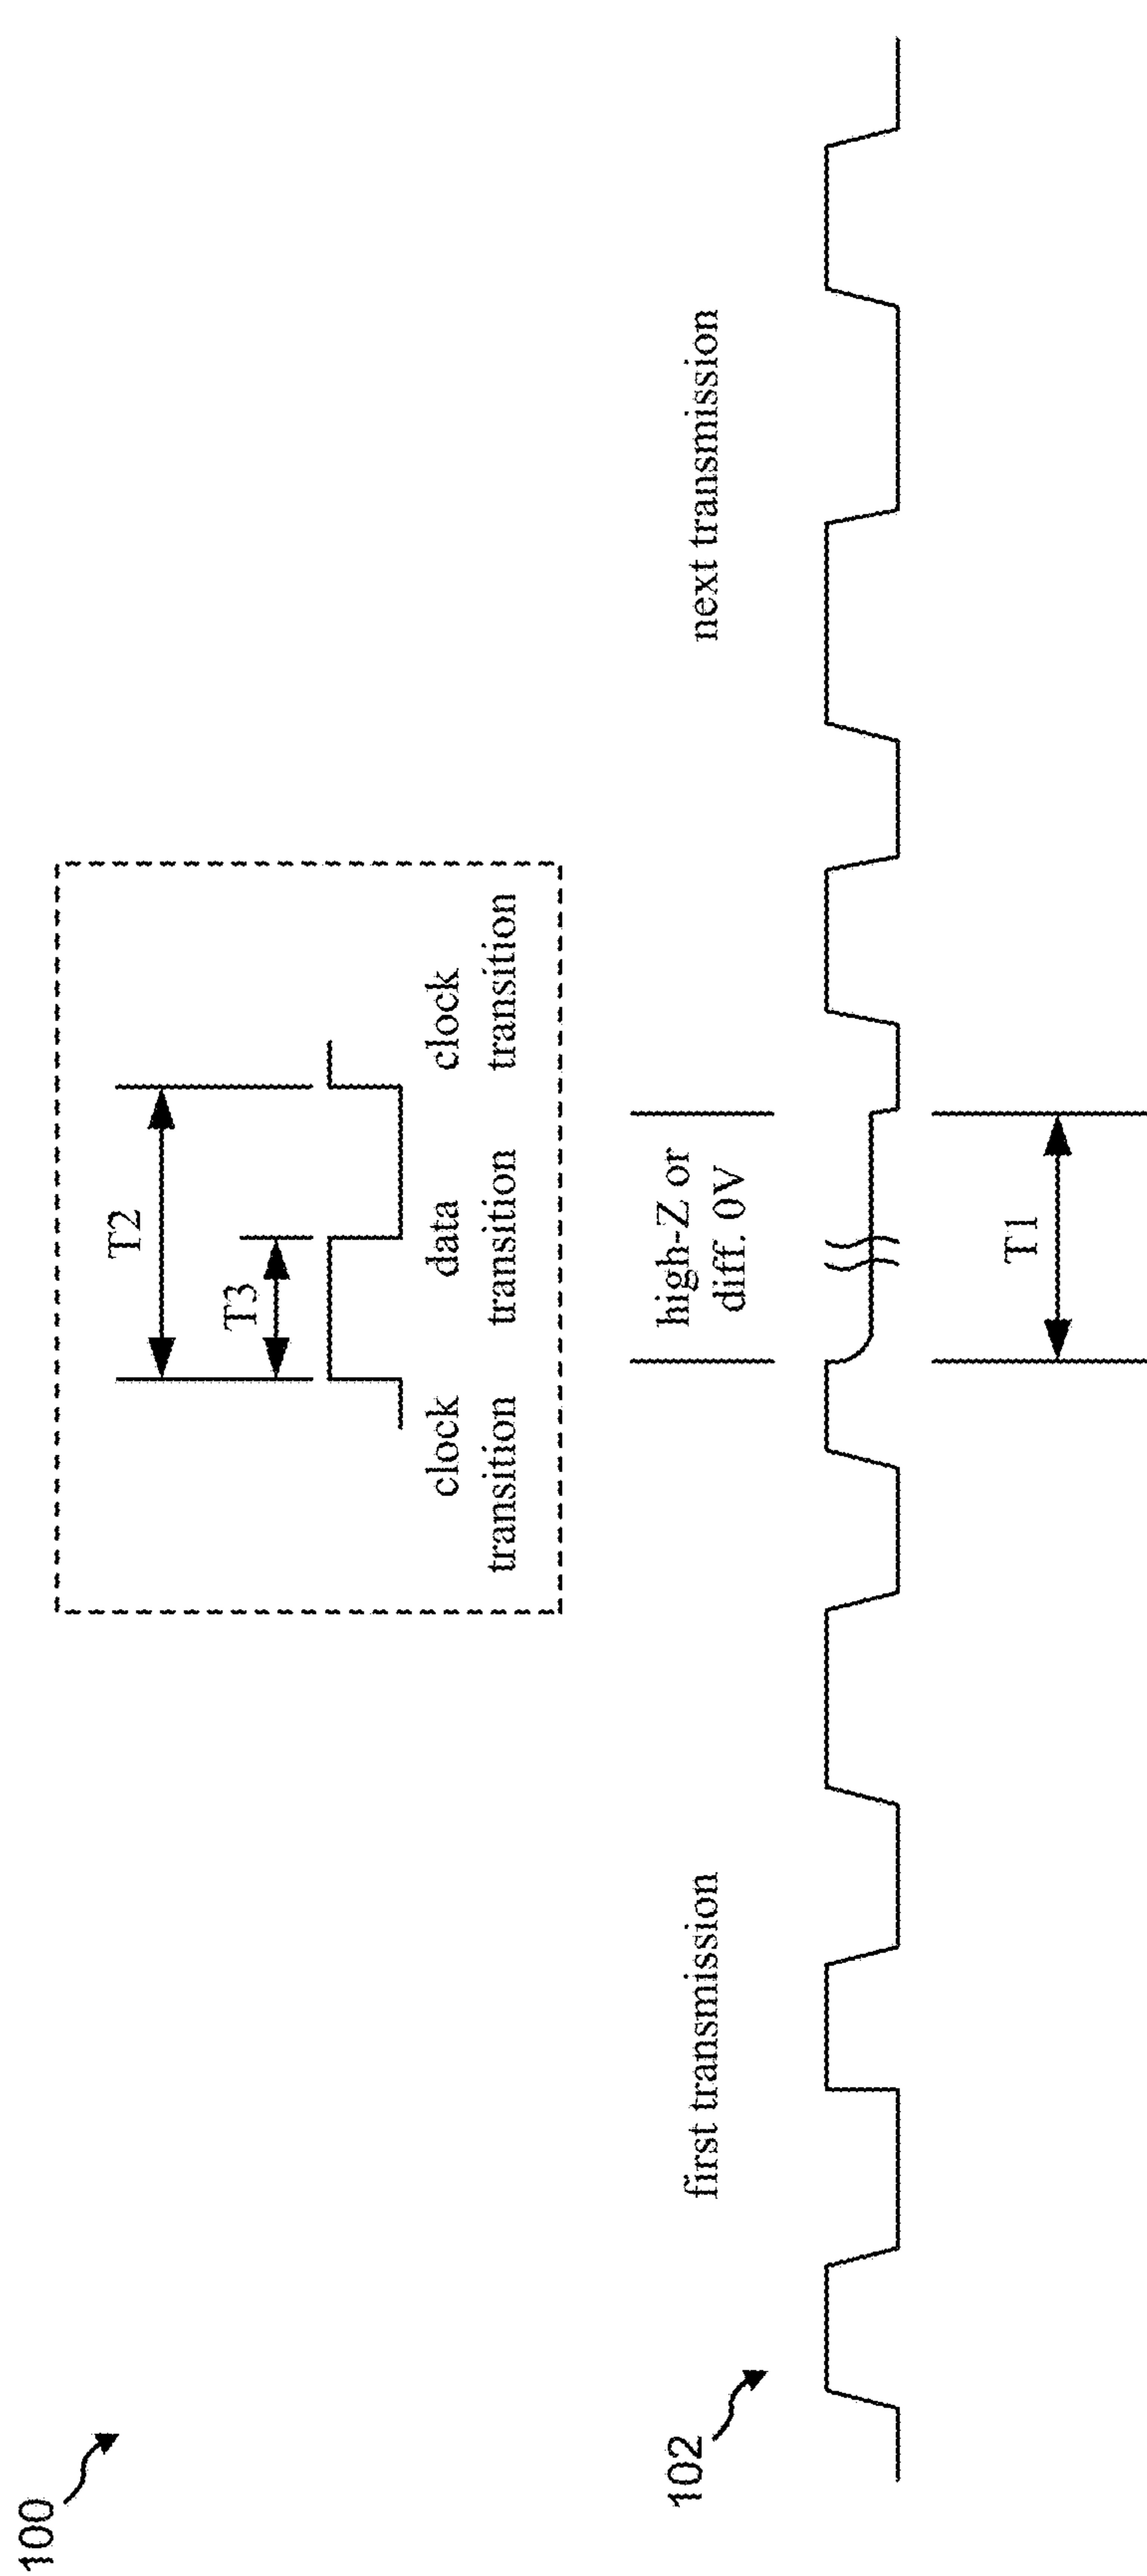 100
T2
T3
clock
transition
data
transition
clock
transition
102
first transmission
high-Z or
diff. 0V
next transmission
T1